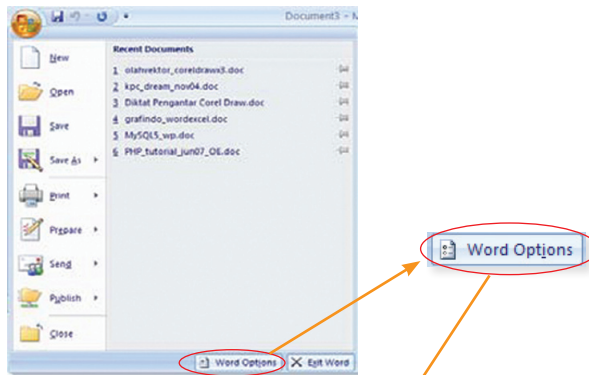 Document3 - M
Recent Documents
New
1 olahvektor_coreldrawx3.doc
Open
2 kpc_dream_nov04.doc
3 Diktat Pengantar Corel Draw.doc
Save
4 grafindo_wordexcel.doc
5 MySQL5_wp.doc
Save As
6 PHP_tutorial_jun07_OE.doc
Print
Prepare
Send
Publish
Close
Word Options
Exit Word
Word Options